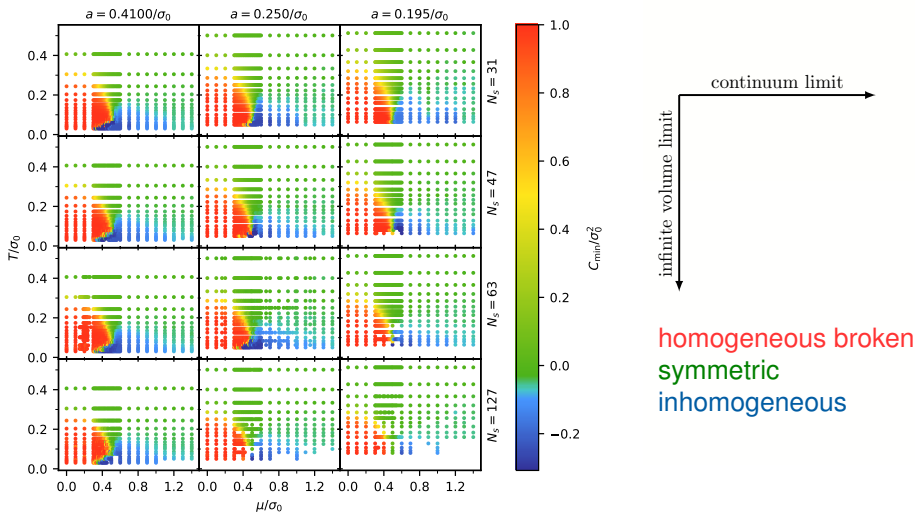 a = 0.4100/σ₀ a = 0.250/σ₀ a = 0.195/σ₀
0.4
0.2
0.0
N_s = 31
0.4
0.2
0.0
N_s = 47
0.4
0.2
0.0
N_s = 63
0.4
0.2
0.0
N_s = 127
T/σ₀
0.0 0.4 0.8 1.2 0.0 0.4 0.8 1.2 0.0 0.4 0.8 1.2
μ/σ₀
1.0
0.8
0.6
0.4
0.2
0.0
−0.2
C_min/σ₀²
continuum limit
infinite volume limit
homogeneous broken
symmetric
inhomogeneous